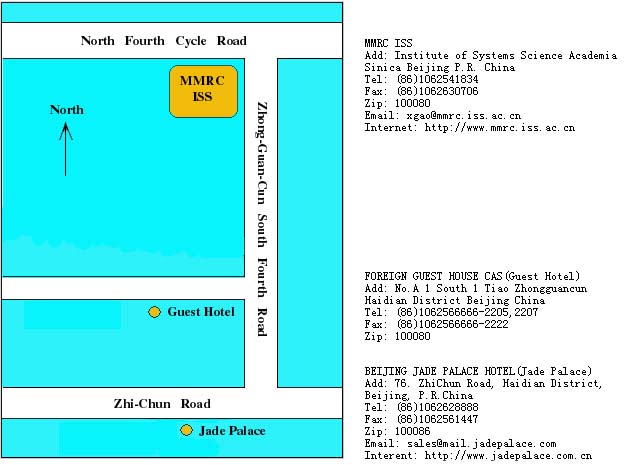 North Fourth Cycle Road
MMRC
ISS
North
Zhong-Guan-Cun South Fourth Road
Guest Hotel
Zhi-Chun Road
Jade Palace
MMRC ISS
Add: Institute of Systems Science Academia
Sinica Beijing P.R. China
Tel: (86)1062541834
Fax: (86)1062630706
Zip: 100080
Email: xgao@mmrc.iss.ac.cn
Internet: http://www.mmrc.iss.ac.cn
FOREIGN GUEST HOUSE CAS(Guest Hotel)
Add: No.A 1 South 1 Tiao Zhongguancun
Haidian District Beijing China
Tel: (86)1062566666-2205,2207
Fax: (86)1062566666-2222
Zip: 100080
BEIJING JADE PALACE HOTEL(Jade Palace)
Add: 76. ZhiChun Road, Haidian District,
Beijing, P.R.China
Tel: (86)1062628888
Fax: (86)1062561447
Zip: 100086
Email: sales@mail.jadepalace.com
Interent: http://www.jadepalace.com.cn